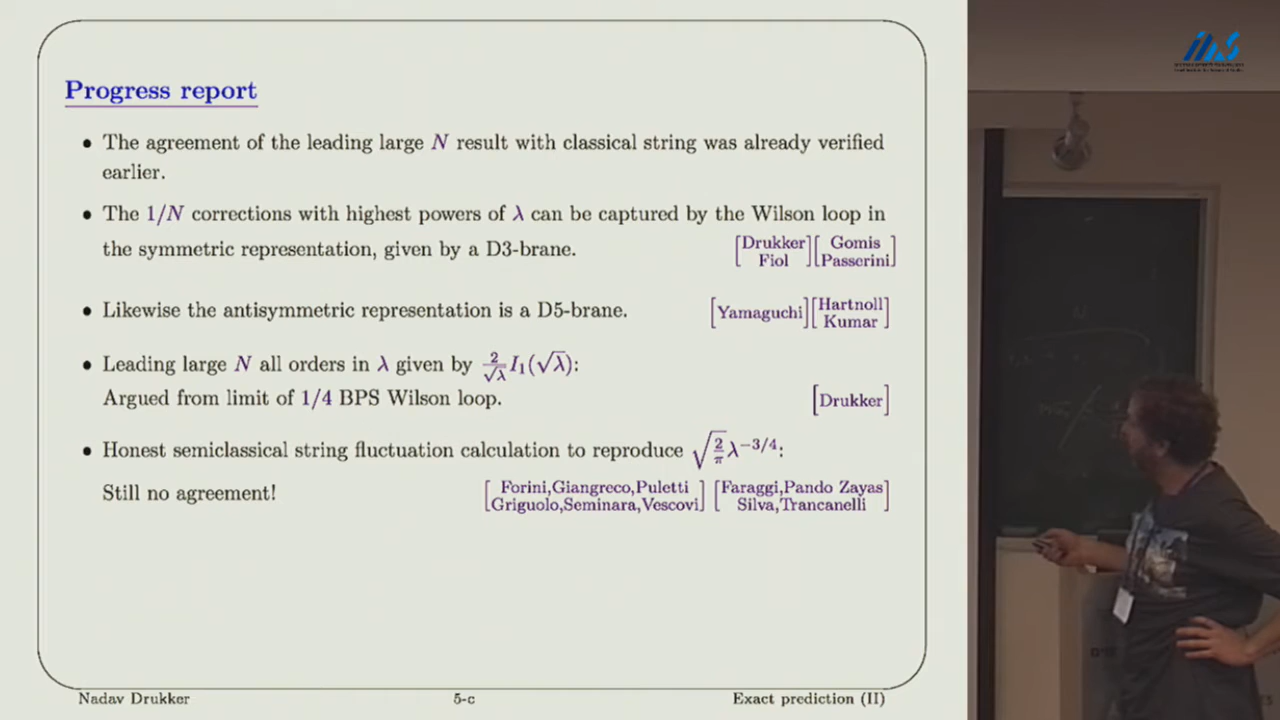 Progress report
• The agreement of the leading large N result with classical string was already verified
earlier.
• The 1/N corrections with highest powers of λ can be captured by the Wilson loop in
the symmetric representation, given by a D3-brane. [Drukker Fiol] [Gomis Passerini]
• Likewise the antisymmetric representation is a D5-brane. [Yamaguchi] [Hartnoll Kumar]
• Leading large N all orders in λ given by 2/√λ I₁(√λ):
Argued from limit of 1/4 BPS Wilson loop. [Drukker]
• Honest semiclassical string fluctuation calculation to reproduce √(2/π) λ^{-3/4}:
Still no agreement! [Forini,Giangreco,Puletti Griguolo,Seminara,Vescovi] [Faraggi,Pando Zayas Silva,Trancanelli]
Nadav Drukker 5-c Exact prediction (II)